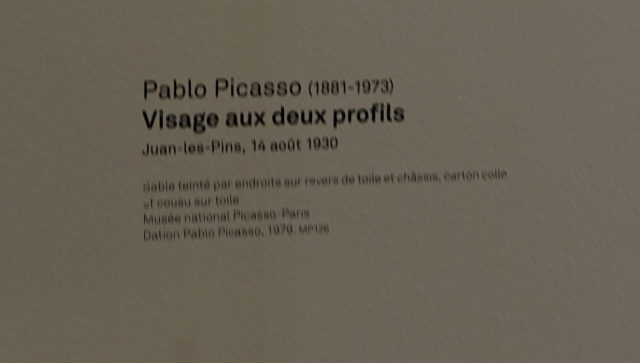 Pablo Picasso (1881-1973)
Visage aux deux profils
Juan-les-Pins, 14 août 1930
Sable teinté par endroits sur revers de toile et châssis, carton collé
et cousu sur toile
Musée national Picasso-Paris
Dation Pablo Picasso, 1979. MP126